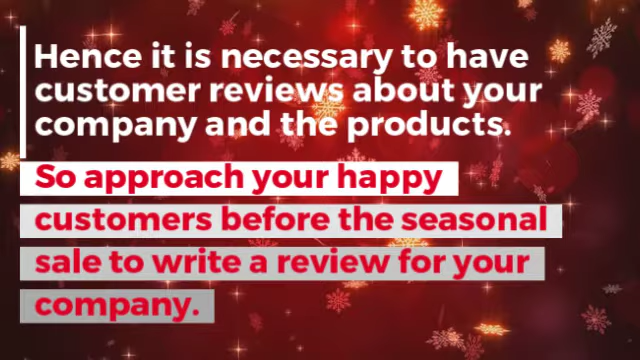 Hence it is necessary to have
customer reviews about your
company and the products.
So approach your happy
customers before the seasonal
sale to write a review for your
company.